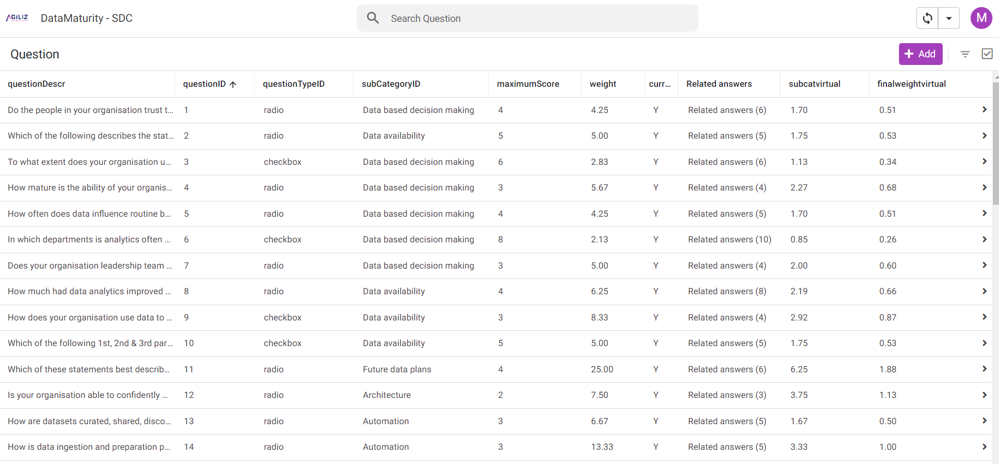 AGILIZ DataMaturity - SDC Search Question M
Question + Add
questionDescr questionID questionTypeID subCategoryID maximumScore weight curr... Related answers subcatvirtual finalweightvirtual
Do the people in your organisation trust t... 1 radio Data based decision making 4 4.25 Y Related answers (6) 1.70 0.51
Which of the following describes the stat... 2 radio Data availability 5 5.00 Y Related answers (5) 1.75 0.53
To what extent does your organisation u... 3 checkbox Data based decision making 6 2.83 Y Related answers (6) 1.13 0.34
How mature is the ability of your organis... 4 radio Data based decision making 3 5.67 Y Related answers (4) 2.27 0.68
How often does data influence routine b... 5 radio Data based decision making 4 4.25 Y Related answers (5) 1.70 0.51
In which departments is analytics often ... 6 checkbox Data based decision making 8 2.13 Y Related answers (10) 0.85 0.26
Does your organisation leadership team ... 7 radio Data based decision making 3 5.00 Y Related answers (4) 2.00 0.60
How much had data analytics improved ... 8 radio Data availability 4 6.25 Y Related answers (8) 2.19 0.66
How does your organisation use data to ... 9 checkbox Data availability 3 8.33 Y Related answers (4) 2.92 0.87
Which of the following 1st, 2nd & 3rd par... 10 checkbox Data availability 5 5.00 Y Related answers (5) 1.75 0.53
Which of these statements best describ... 11 radio Future data plans 4 25.00 Y Related answers (6) 6.25 1.88
Is your organisation able to confidently ... 12 radio Architecture 2 7.50 Y Related answers (3) 3.75 1.13
How are datasets curated, shared, disco... 13 radio Automation 3 6.67 Y Related answers (5) 1.67 0.50
How is data ingestion and preparation p... 14 radio Automation 3 13.33 Y Related answers (5) 3.33 1.00